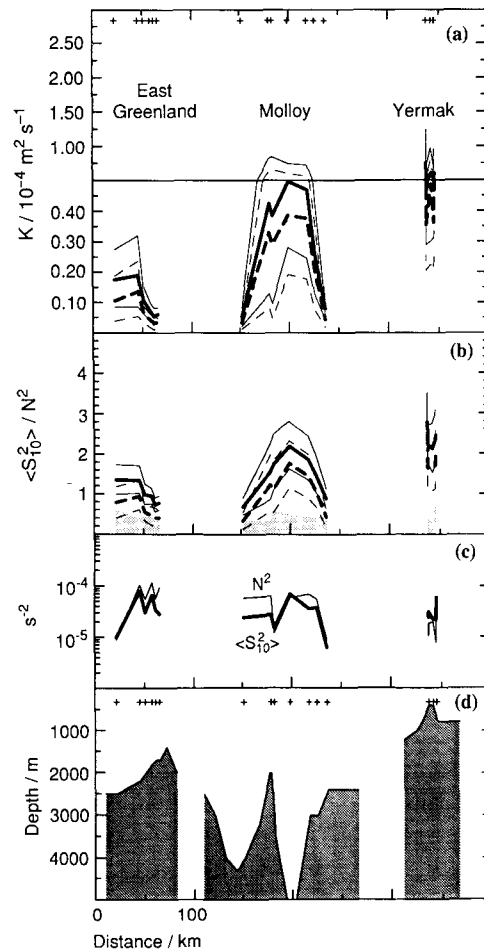 (a)
2.50
2.00
1.50
1.00
0.40
0.30
0.20
0.10
K / 10⁻⁴ m² s⁻¹
East
Greenland
Molloy
Yermak
(b)
4
3
2
1
<S²₁₀> / N²
(c)
10⁻⁴
10⁻⁵
s⁻²
N²
<S²₁₀>
(d)
1000
2000
3000
4000
Depth / m
0
100
Distance / km